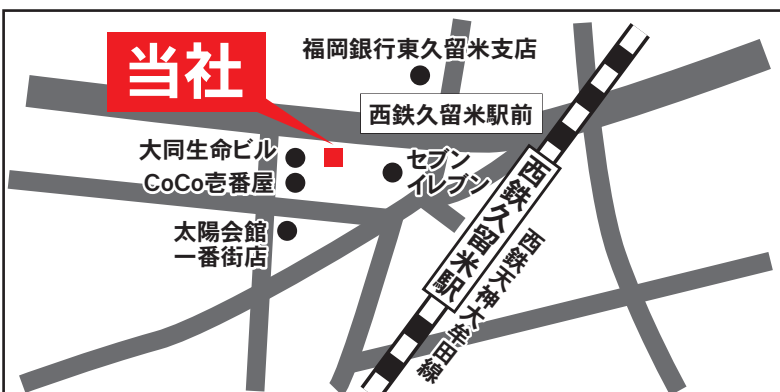 福岡銀行東久留米支店
当社
西鉄久留米駅前
大同生命ビル
セブン
イレブン
CoCo壱番屋
太陽会館
一番街店
西鉄久留米駅
西鉄天神大牟田線